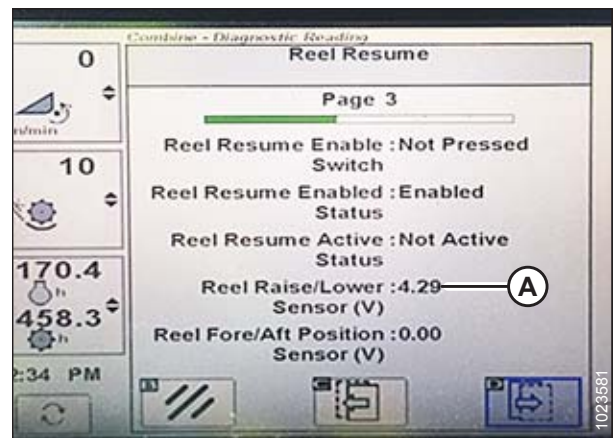 Combine - Diagnostic Reading
Reel Resume
0
n/min
10
170.4
h
458.3
h
2:34 PM
Page 3
Reel Resume Enable :Not Pressed
Switch
Reel Resume Enabled :Enabled
Status
Reel Resume Active :Not Active
Status
Reel Raise/Lower :4.29
Sensor (V)
Reel Fore/Aft Position :0.00
Sensor (V)
A
1023581